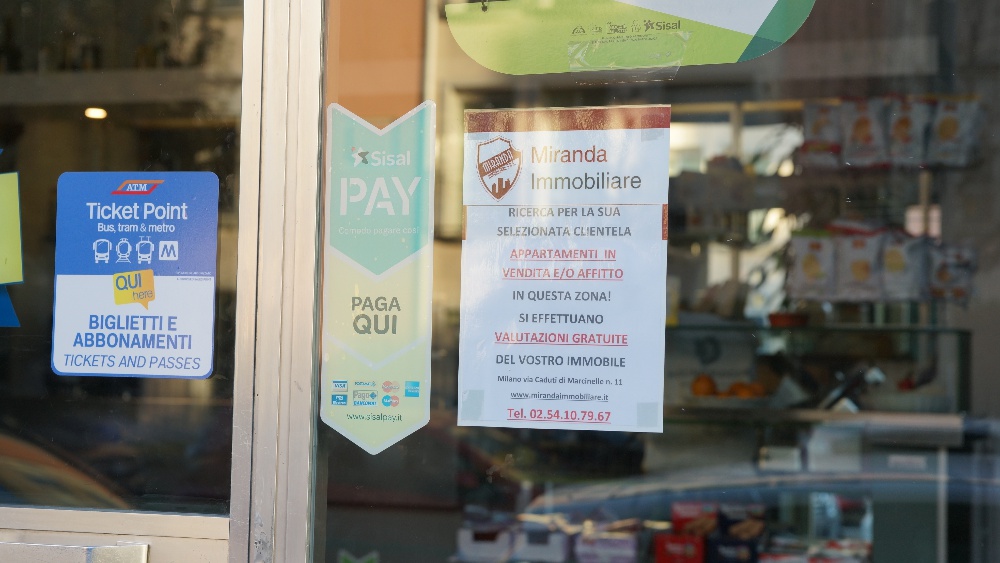 ATM
Ticket Point
Bus, tram & metro
QUI
here
BIGLIETTI E
ABBONAMENTI
TICKETS AND PASSES
Sisal
PAY
PAGA
QUI
VISA
www.sisalpay.it
Sisal
MIRANDA
Miranda
Immobiliare
RICERCA PER LA SUA
SELEZIONATA CLIENTELA
APPARTAMENTI IN
VENDITA E/O AFFITTO
IN QUESTA ZONA!
SI EFFETTUANO
VALUTAZIONI GRATUITE
DEL VOSTRO IMMOBILE
Milano via Caduti di Marcinelle n. 11
www.mirandaimmobiliare.it
Tel. 02.54.10.79.67